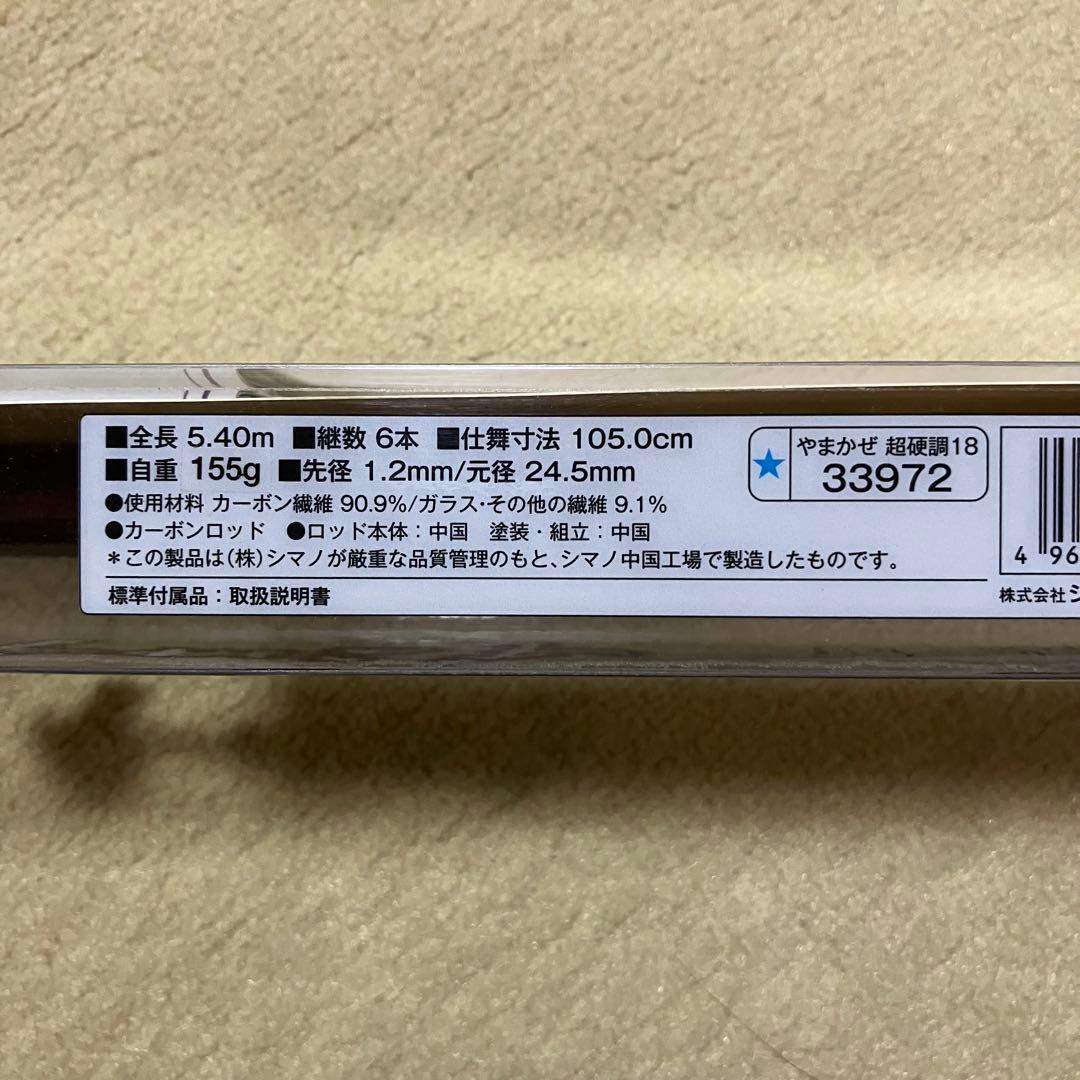 ■全長 5.40m ■継数 6本 ■仕舞寸法 105.0cm
■自重 155g ■先径 1.2mm/元径 24.5mm
●使用材料 カーボン繊維 90.9%/ガラス・その他の繊維 9.1%
●カーボンロッド ●ロッド本体：中国 塗装・組立：中国
＊この製品は(株)シマノが厳重な品質管理のもと、シマノ中国工場で製造したものです。
標準付属品：取扱説明書
★ やまかぜ 超硬調18
33972
4 96
株式会社